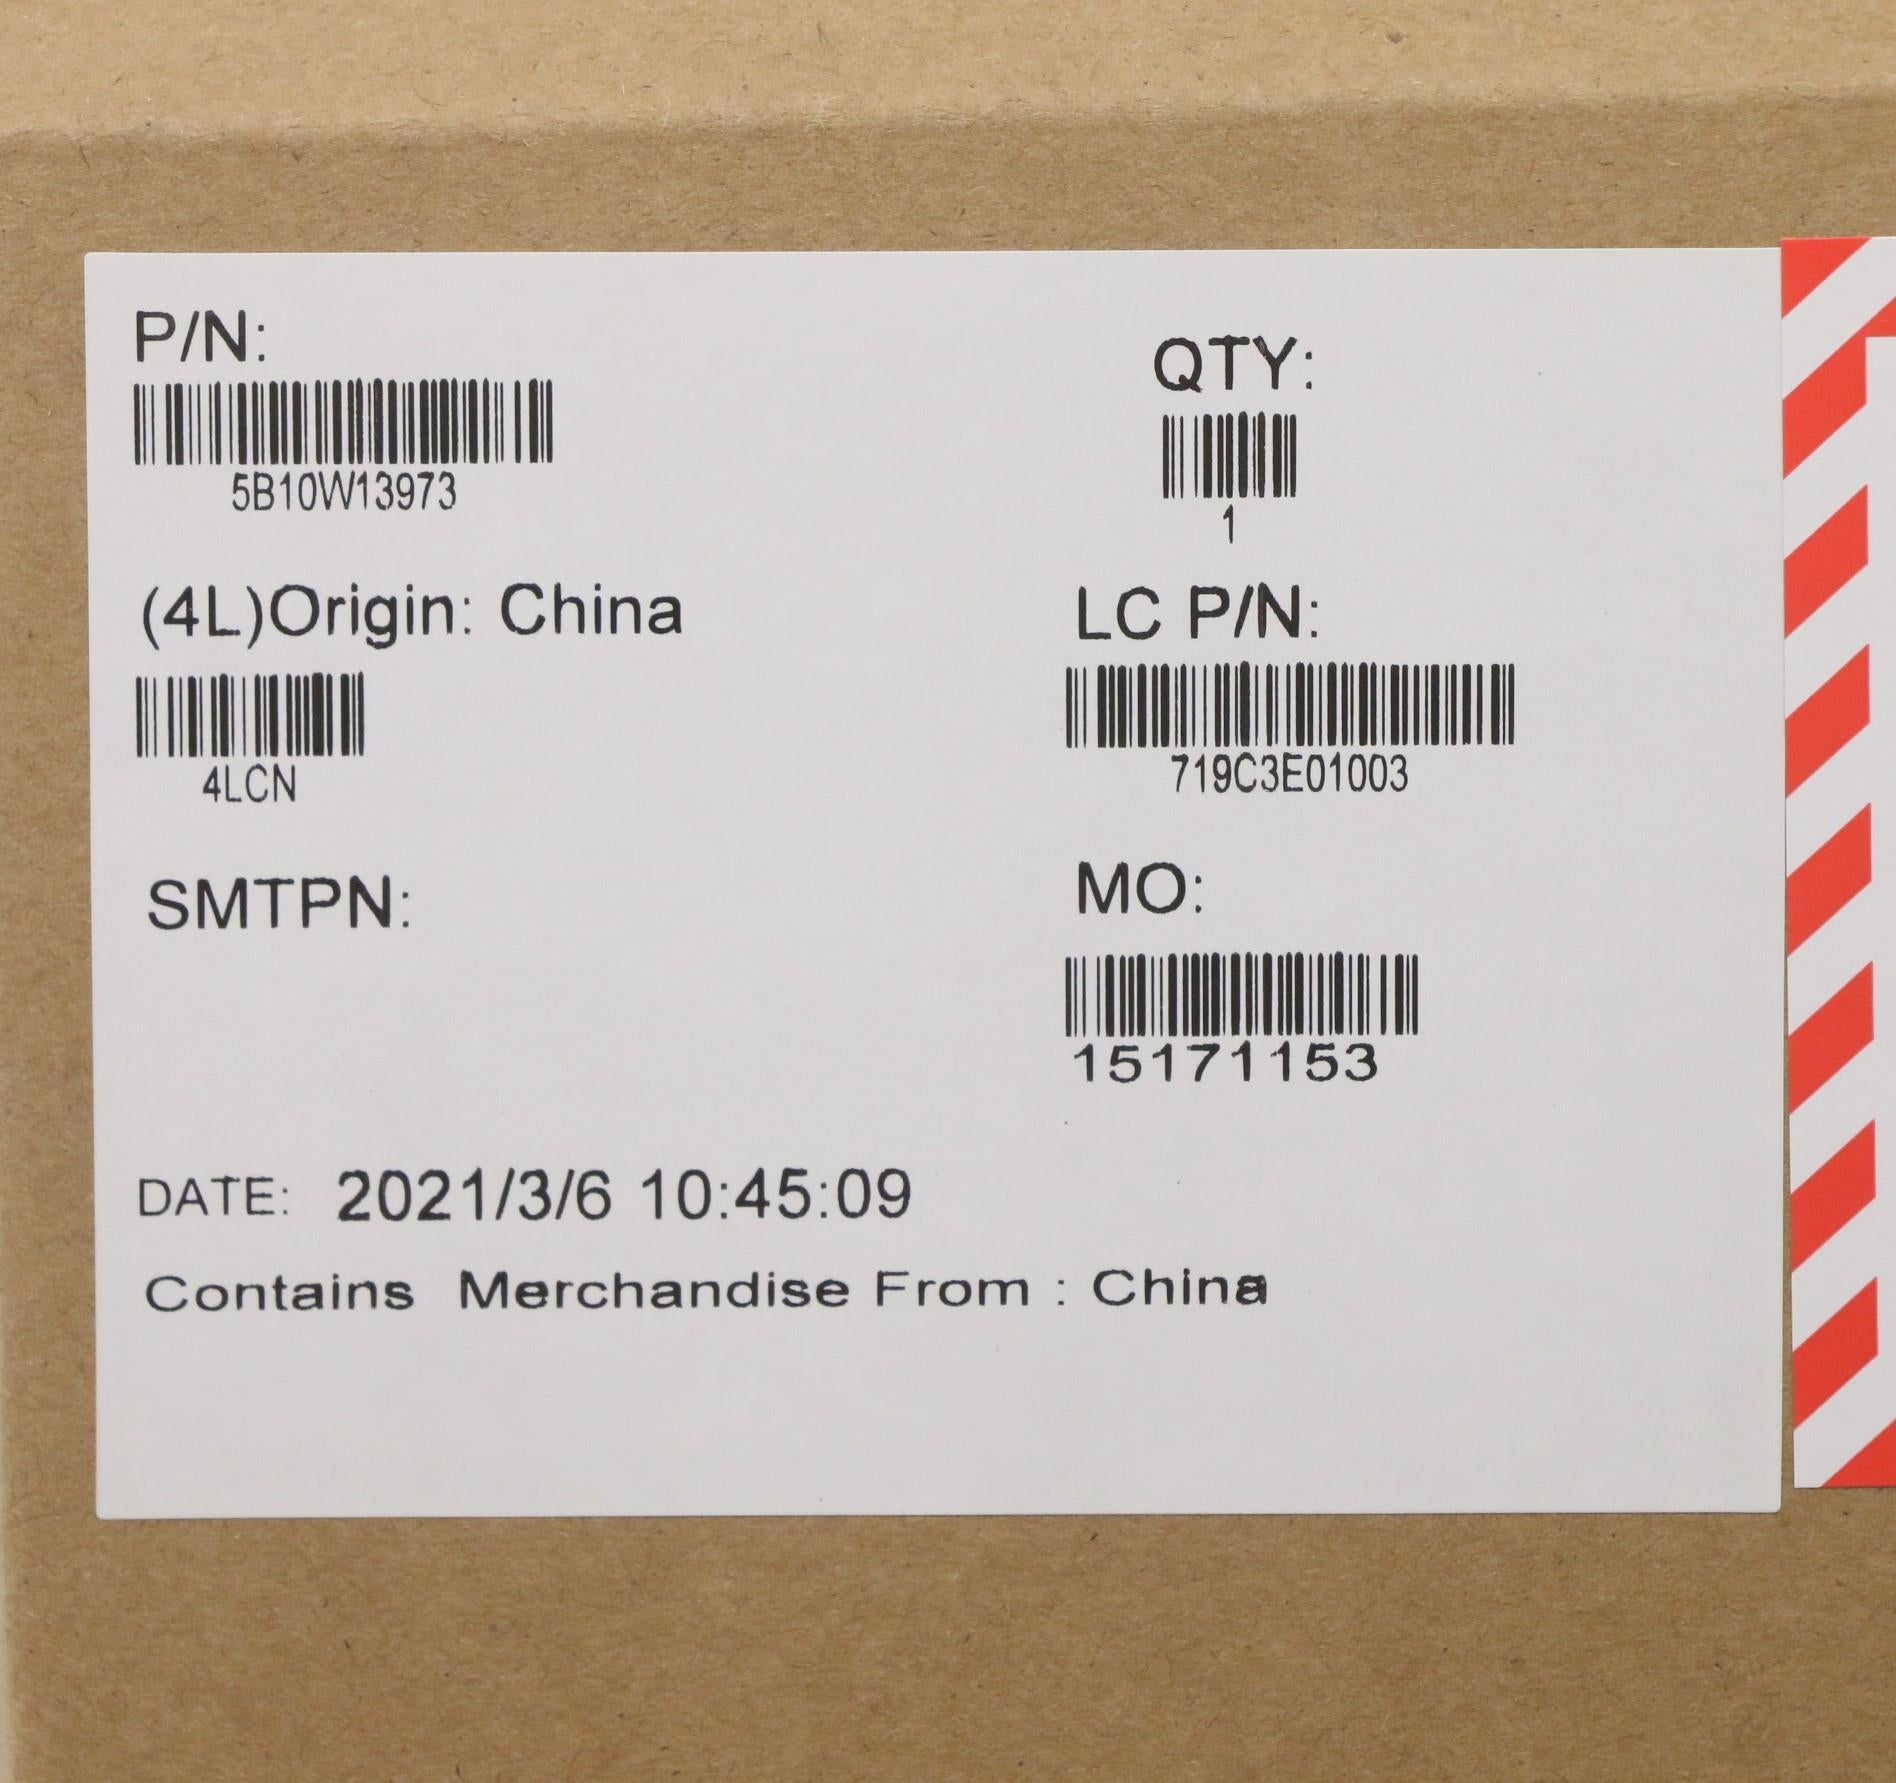 P/N:
5B10W13973
QTY:
1
(4L)Origin: China
4LCN
LC P/N:
719C3E01003
SMTPN:
MO:
15171153
DATE: 2021/3/6 10:45:09
Contains Merchandise From : China